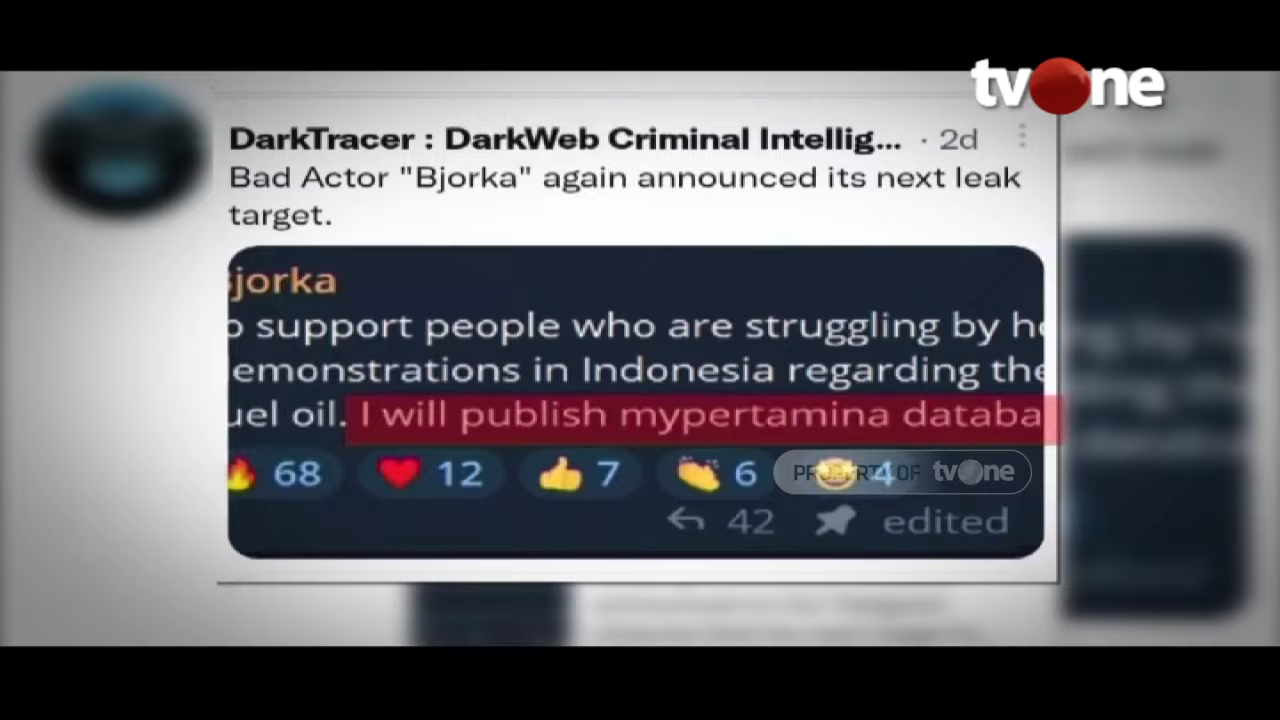 tvOne
DarkTracer : DarkWeb Criminal Intellig... · 2d
Bad Actor "Bjorka" again announced its next leak
target.
jorka
o support people who are struggling by ho
emonstrations in Indonesia regarding the
uel oil. I will publish mypertamina databa
68 12 7 6 4
PROPERTY OF tvOne
42 edited